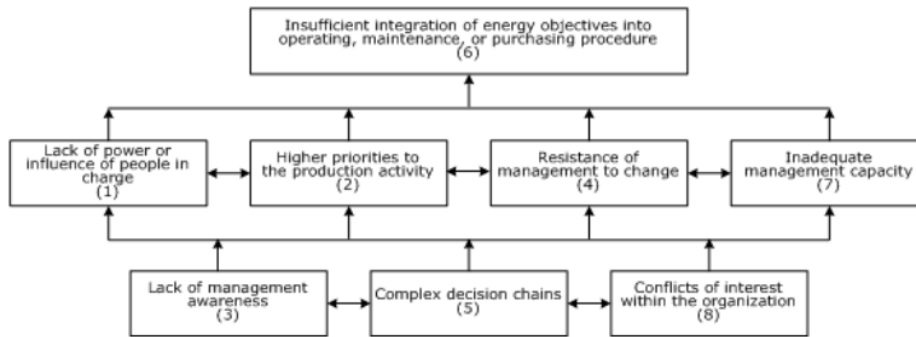 Insufficient integration of energy objectives into
operating, maintenance, or purchasing procedure
(6)
Lack of power or
influence of people in
charge
(1)
Higher priorities to
the production activity
(2)
Resistance of
management to change
(4)
Inadequate
management capacity
(7)
Lack of management
awareness
(3)
Complex decision chains
(5)
Conflicts of interest
within the organization
(8)